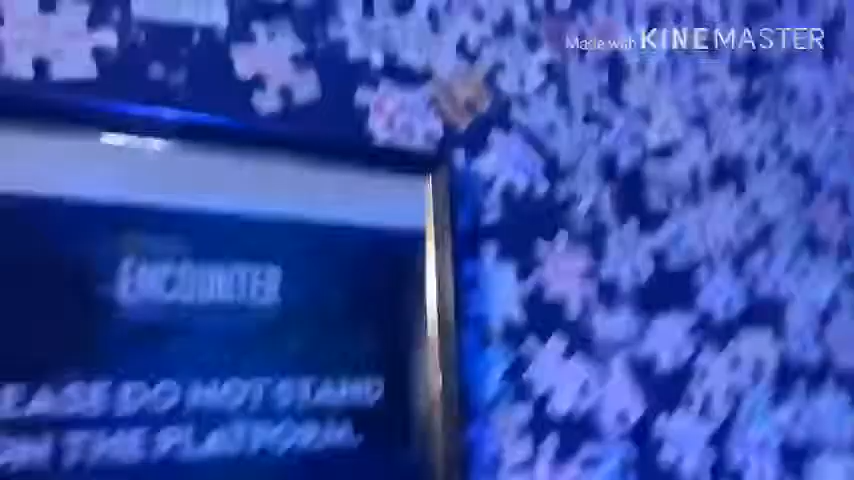 Made with KINEMASTER
ENCOUNTER
EASE DO NOT STAND
ON THE PLATFORM.